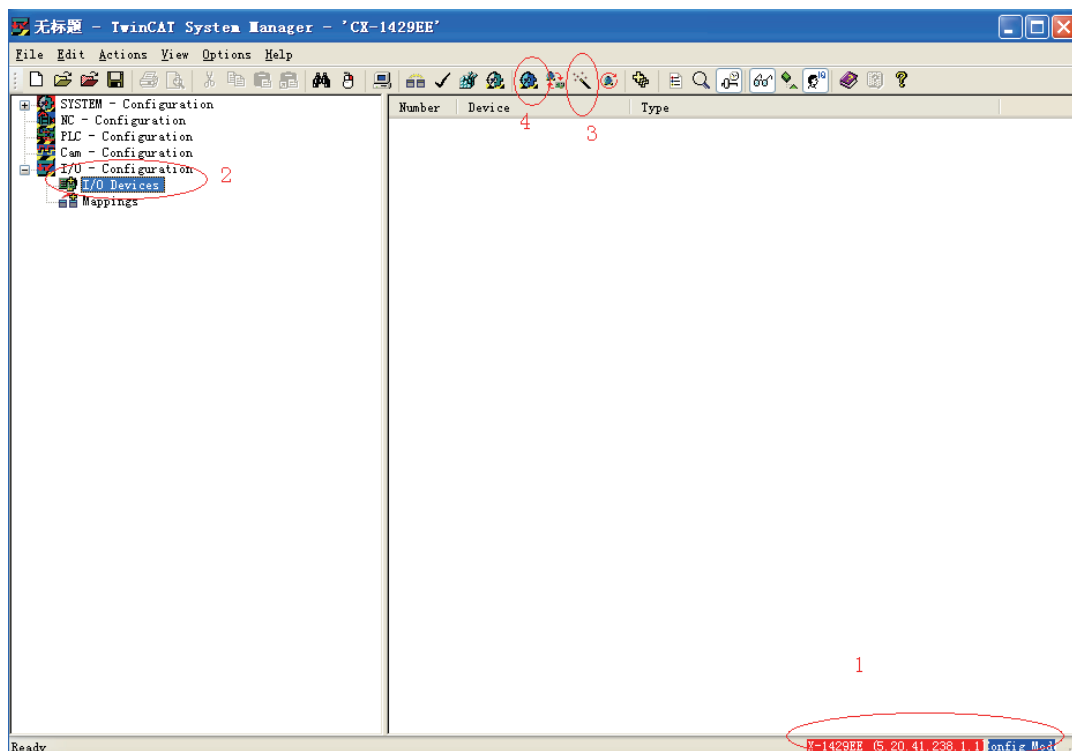 无标题 - TwinCAT System Manager - 'CX-1429EE'
File Edit Actions View Options Help
SYSTEM - Configuration
NC - Configuration
PLC - Configuration
Cam - Configuration
I/O - Configuration
I/O Devices
Mappings
2
Number Device Type
4
3
1
Ready
X-1429EE (5.20.41.238.1.1 Config Mod